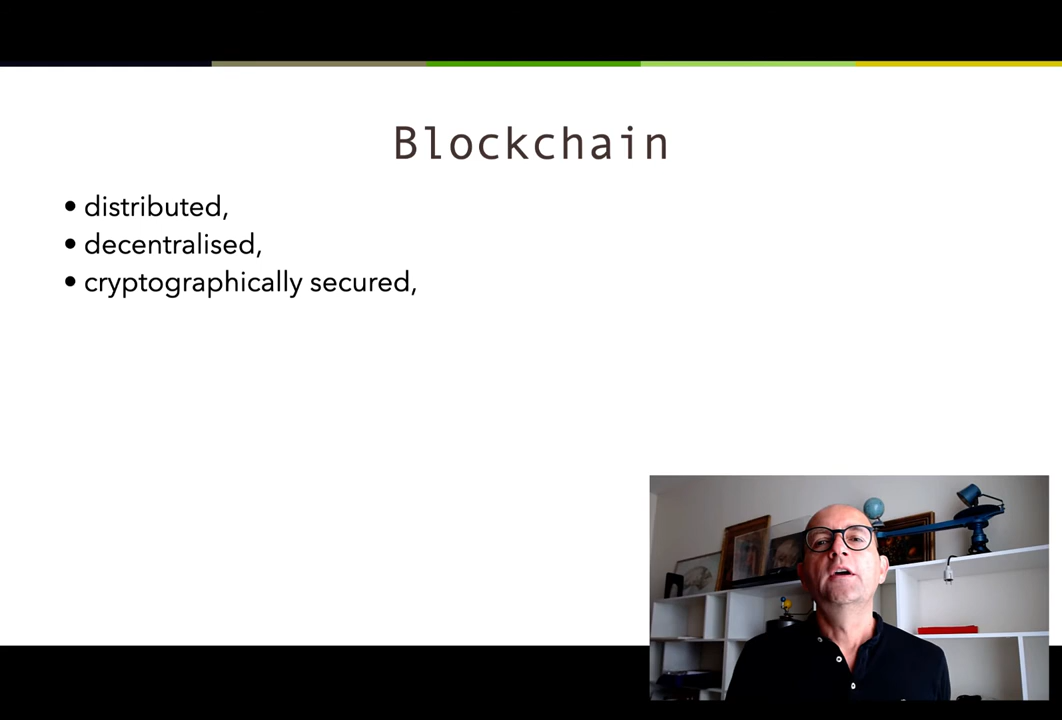 Blockchain
• distributed,
• decentralised,
• cryptographically secured,